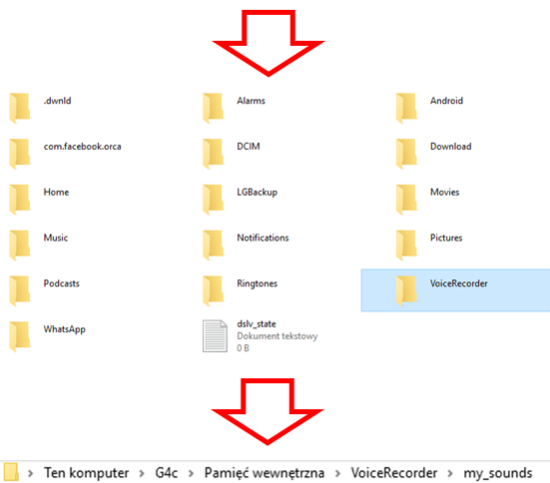 .dwnld
Alarms
Android
com.facebook.orca
DCIM
Download
Home
LGBackup
Movies
Music
Notifications
Pictures
Podcasts
Ringtones
VoiceRecorder
WhatsApp
dslv_state
Dokument tekstowy
0 B
> Ten komputer > G4c > Pamięć wewnętrzna > VoiceRecorder > my_sounds